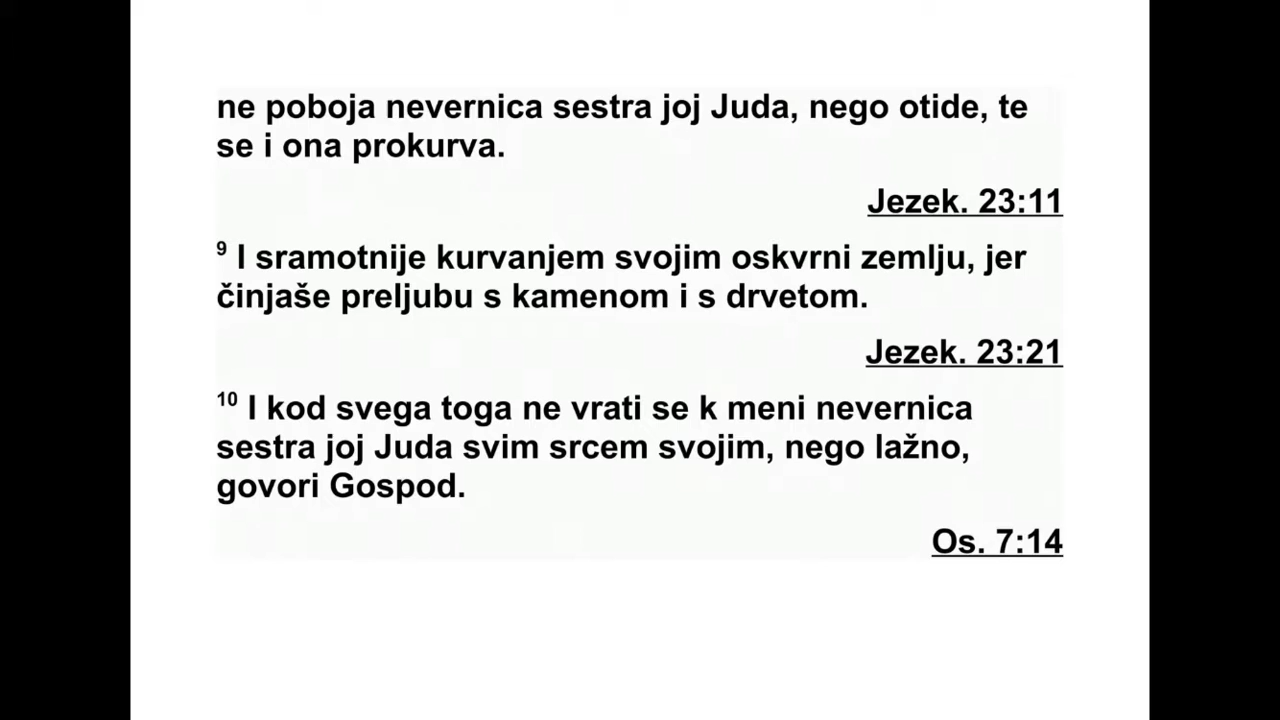 ne poboja nevernica sestra joj Juda, nego otide, te
se i ona prokurva.
Jezek. 23:11
9 I sramotnije kurvanjem svojim oskvrni zemlju, jer
činjaše preljubu s kamenom i s drvetom.
Jezek. 23:21
10 I kod svega toga ne vrati se k meni nevernica
sestra joj Juda svim srcem svojim, nego lažno,
govori Gospod.
Os. 7:14